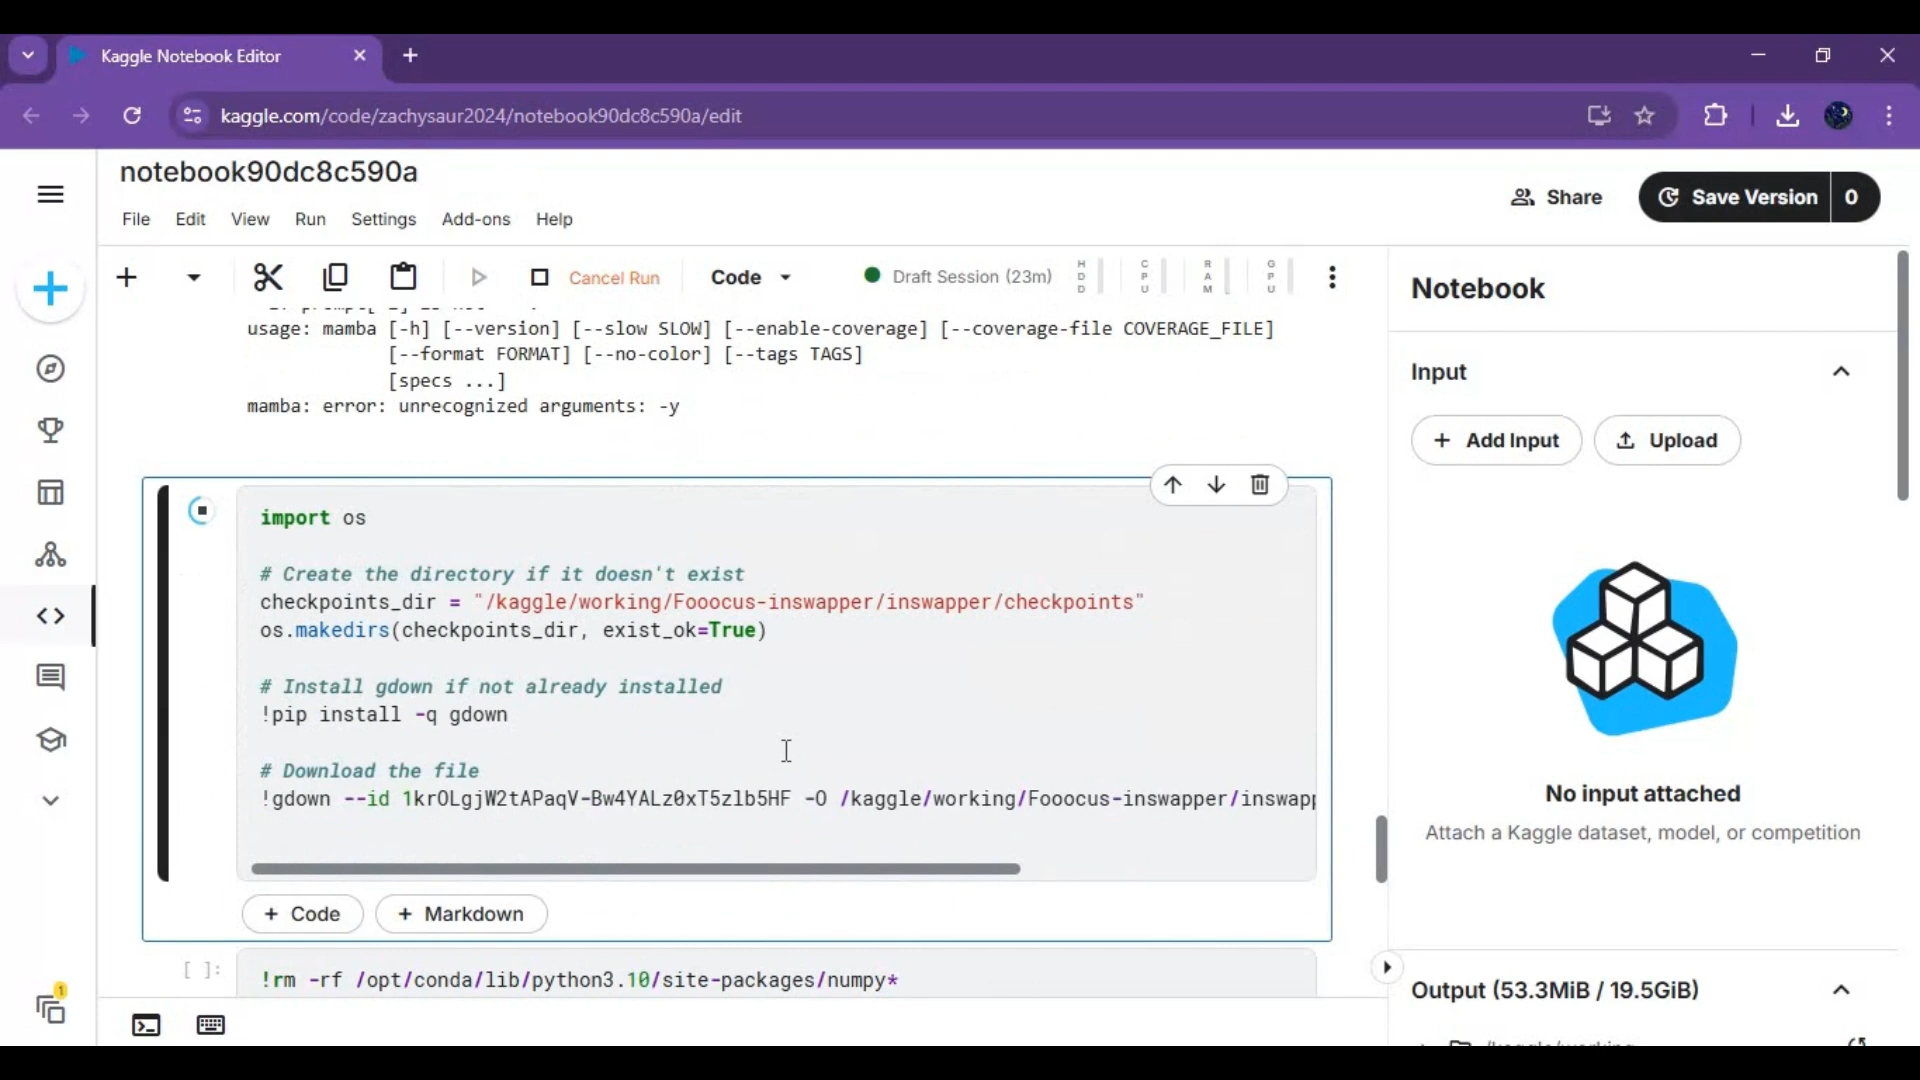 Kaggle Notebook Editor
kaggle.com/code/zachysaur2024/notebook90dc8c590a/edit
notebook90dc8c590a
File Edit View Run Settings Add-ons Help
Share
Save Version 0
Cancel Run
Code
Draft Session (23m)
HDD
CPU
RAM
GPU
usage: mamba [-h] [--version] [--slow SLOW] [--enable-coverage] [--coverage-file COVERAGE_FILE]
[--format FORMAT] [--no-color] [--tags TAGS]
[specs ...]
mamba: error: unrecognized arguments: -y
import os
# Create the directory if it doesn't exist
checkpoints_dir = "/kaggle/working/Fooocus-inswapper/inswapper/checkpoints"
os.makedirs(checkpoints_dir, exist_ok=True)
# Install gdown if not already installed
!pip install -q gdown
# Download the file
!gdown --id 1krOLgjW2tAPaqV-Bw4YALz0xT5zlb5HF -O /kaggle/working/Fooocus-inswapper/inswapp
+ Code
+ Markdown
[ ]:
!rm -rf /opt/conda/lib/python3.10/site-packages/numpy*
1
Notebook
Input
+ Add Input
Upload
No input attached
Attach a Kaggle dataset, model, or competition
Output (53.3MiB / 19.5GiB)